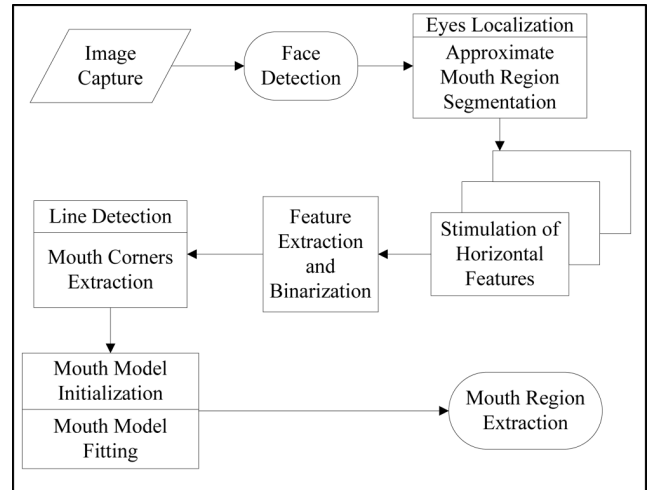 Image
Capture
Face
Detection
Eyes Localization
Approximate
Mouth Region
Segmentation
Stimulation of
Horizontal
Features
Feature
Extraction
and
Binarization
Line Detection
Mouth Corners
Extraction
Mouth Model
Initialization
Mouth Model
Fitting
Mouth Region
Extraction